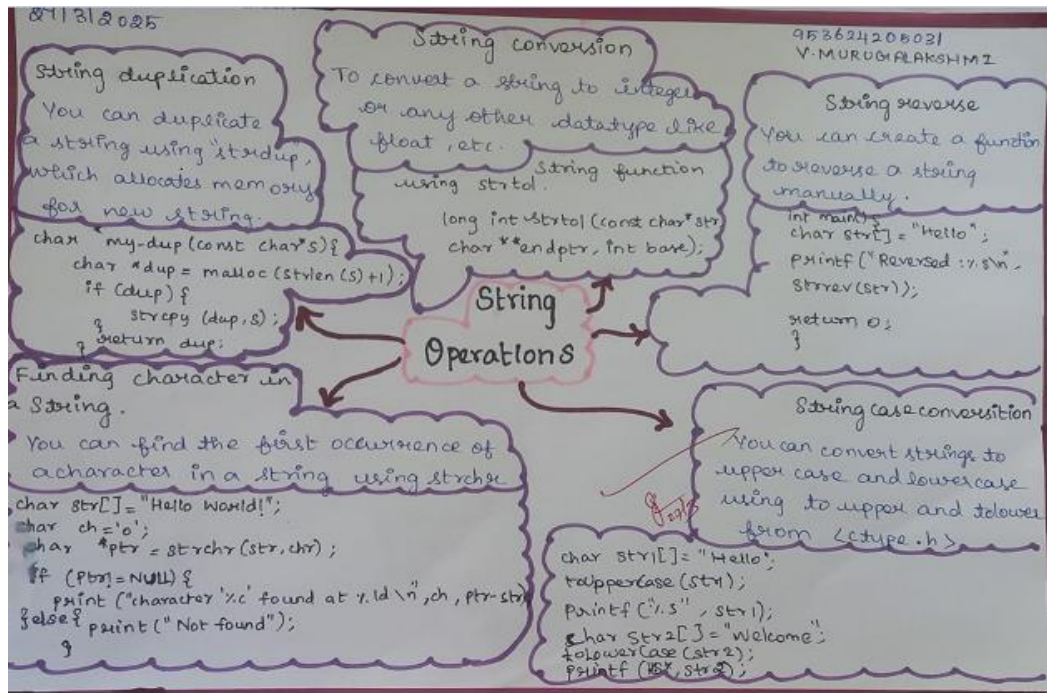 27/3/2025
953624205031
V.MURUGALAKSHMI
String duplication
You can duplicate
a string using "strdup",
which allocates memory
for new string.
char *my-dup (const char*s){
char *dup = malloc (strlen (s)+1);
if (dup) {
strcpy (dup,s);
}
} return dup;
String conversion
To convert a string to integer
or any other datatype like
float, etc.
String function
using strtol.
long int strtol (const char* str
char **endptr, int base);
String reverse
You can create a function
to reverse a string
manually.
int main() {
char str[] = "Hello";
printf ("Reversed :%s\n",
strrev(str));
return 0;
}
String
Operations
Finding character in
a String.
You can find the first occurrence of
a character in a string using strchr
char str[] = "Hello World!";
char ch='o';
char *ptr = strchr (str, chr);
if (ptr!= NULL) {
print ("character '%c' found at %ld \n", ch, ptr-str)
}else{ print (" Not found");
}
String case conversition
You can convert strings to
upper case and lowercase
using to upper and tolower
from <ctype.h>
27/3
char str1[] = "Hello";
toUppercase (str1);
printf ("%s", str1);
char str2[] = "Welcome";
toLowerCase (str2);
printf ( , str2);